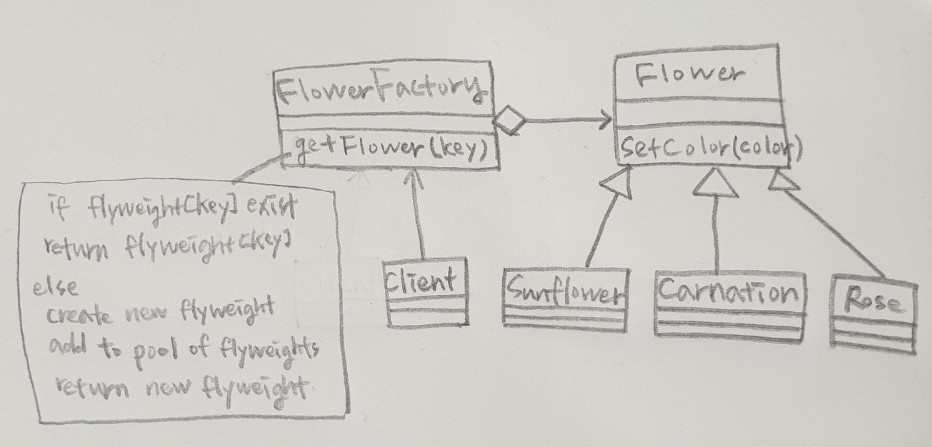 FlowerFactory
getFlower(key)
Flower
setColor(color)
if flyweight[key] exist
return flyweight[key]
else
create new flyweight
add to pool of flyweights
return new flyweight
Client
Sunflower
Carnation
Rose